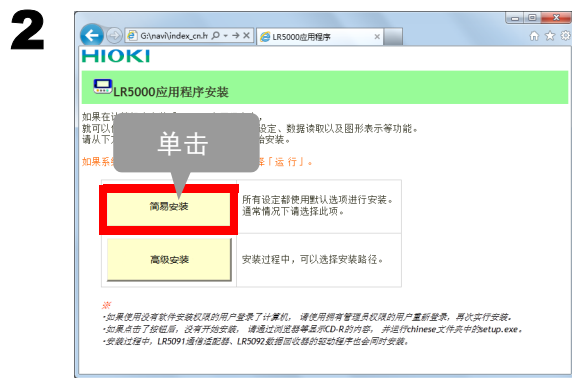 2
G:\navi\index_cn.h
LR5000应用程序
HIOKI
LR5000应用程序安装
如果在
就可以 设定、数据读取以及图形表示等功能。
请从下 始安装。
如果系 择「运 行」。
单击
简易安装
所有设定都使用默认选项进行安装。
通常情况下请选择此项。
高级安装
安装过程中，可以选择安装路径。
※
·如果使用没有软件安装权限的用户登录了计算机， 请使用拥有管理员权限的用户重新登录，再次实行安装。
·如果点击了按钮后，没有开始安装， 请通过浏览器等显示CD-R的内容， 并运行chinese文件夹中的setup.exe。
·安装过程中，LR5091通信适配器、LR5092数据回收器的驱动程序也会同时安装。